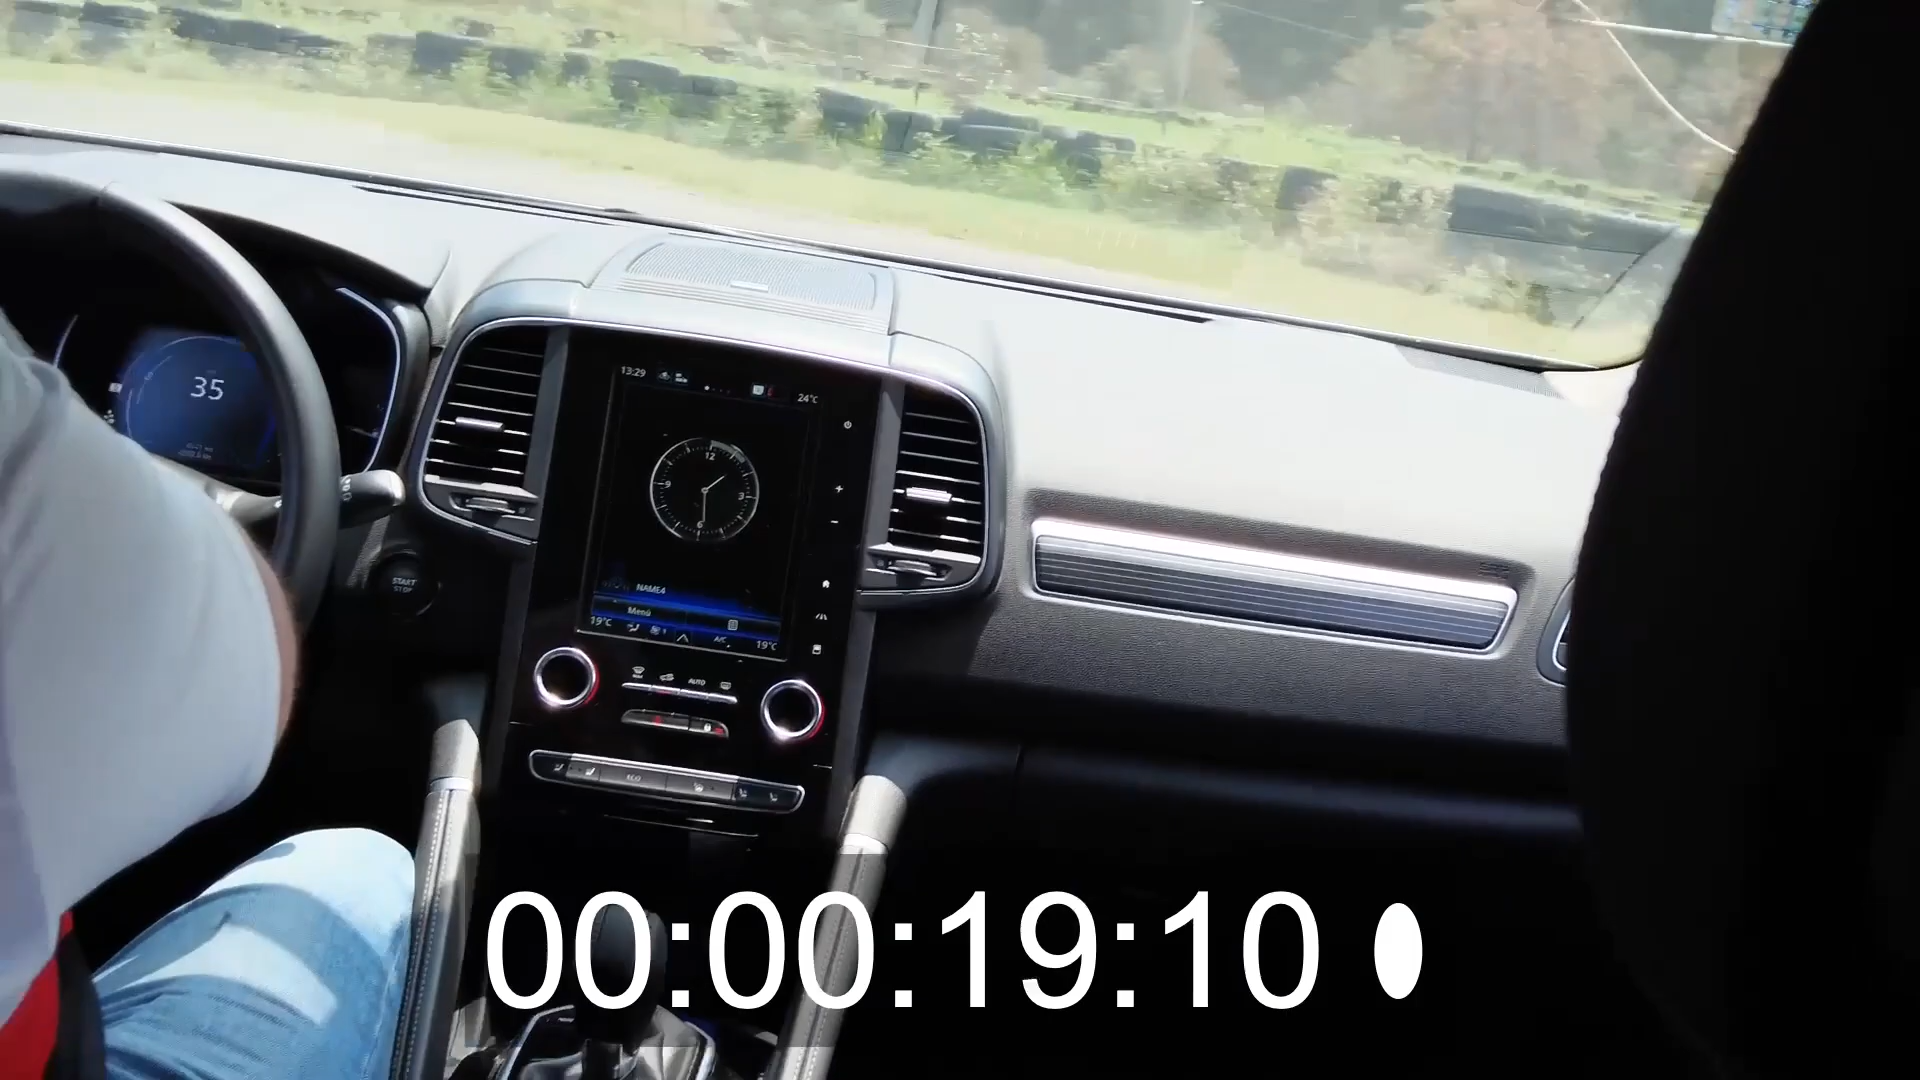 35
13:29
24°C
12
9
3
6
START
STOP
NAME4
Menü
19°C
A/C
19°C
AUTO
ECO
00:00:19:10